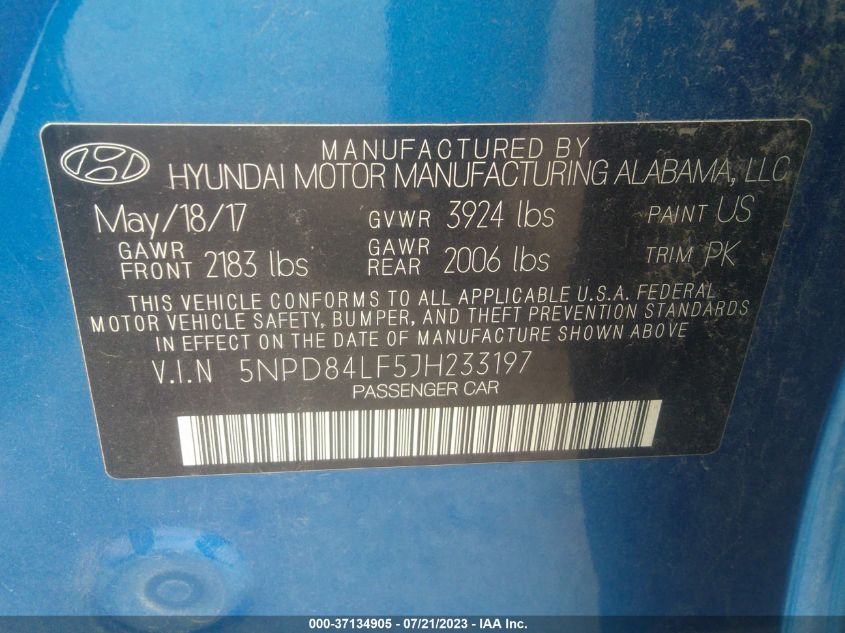 MANUFACTURED BY
HYUNDAI MOTOR MANUFACTURING ALABAMA, LLC
May/18/17 GVWR 3924 lbs PAINT US
GAWR FRONT 2183 lbs GAWR REAR 2006 lbs TRIM PK
THIS VEHICLE CONFORMS TO ALL APPLICABLE U.S.A. FEDERAL
MOTOR VEHICLE SAFETY, BUMPER, AND THEFT PREVENTION STANDARDS
IN EFFECT ON THE DATE OF MANUFACTURE SHOWN ABOVE
V.I.N 5NPD84LF5JH233197
PASSENGER CAR
000-37134905 - 07/21/2023 - IAA Inc.